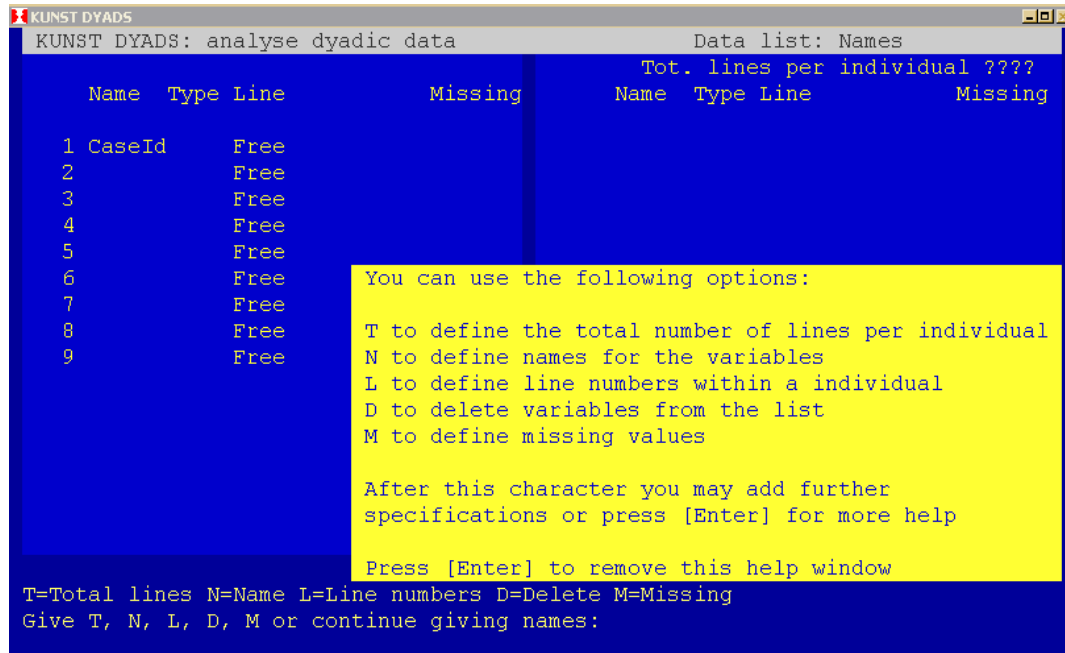 KUNST DYADS
KUNST DYADS: analyse dyadic data Data list: Names
Tot. lines per individual ????
Name Type Line Missing Name Type Line Missing
1 CaseId Free
2 Free
3 Free
4 Free
5 Free
6 Free
7 Free
8 Free
9 Free
You can use the following options:
T to define the total number of lines per individual
N to define names for the variables
L to define line numbers within a individual
D to delete variables from the list
M to define missing values
After this character you may add further
specifications or press [Enter] for more help
Press [Enter] to remove this help window
T=Total lines N=Name L=Line numbers D=Delete M=Missing
Give T, N, L, D, M or continue giving names: